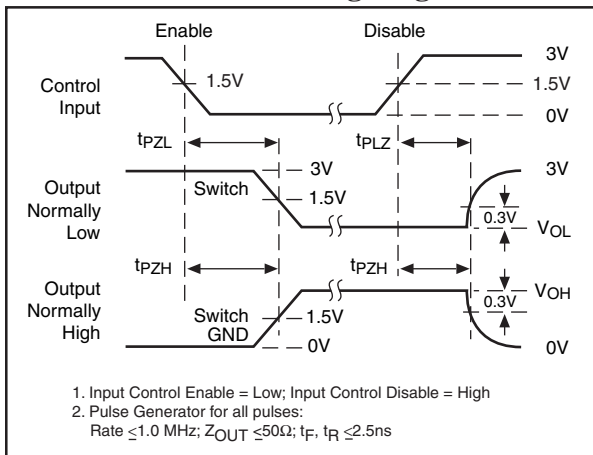 Enable Disable
Control
Input
1.5V
3V
1.5V
0V
tPZL
tPLZ
Output
Normally
Low
Switch
3V
1.5V
3V
0.3V
VOL
tPZH
tPZH
Output
Normally
High
Switch
GND
1.5V
0V
VOH
0.3V
0V
1. Input Control Enable = Low; Input Control Disable = High
2. Pulse Generator for all pulses:
Rate ≤1.0 MHz; ZOUT ≤50Ω; tF, tR ≤2.5ns